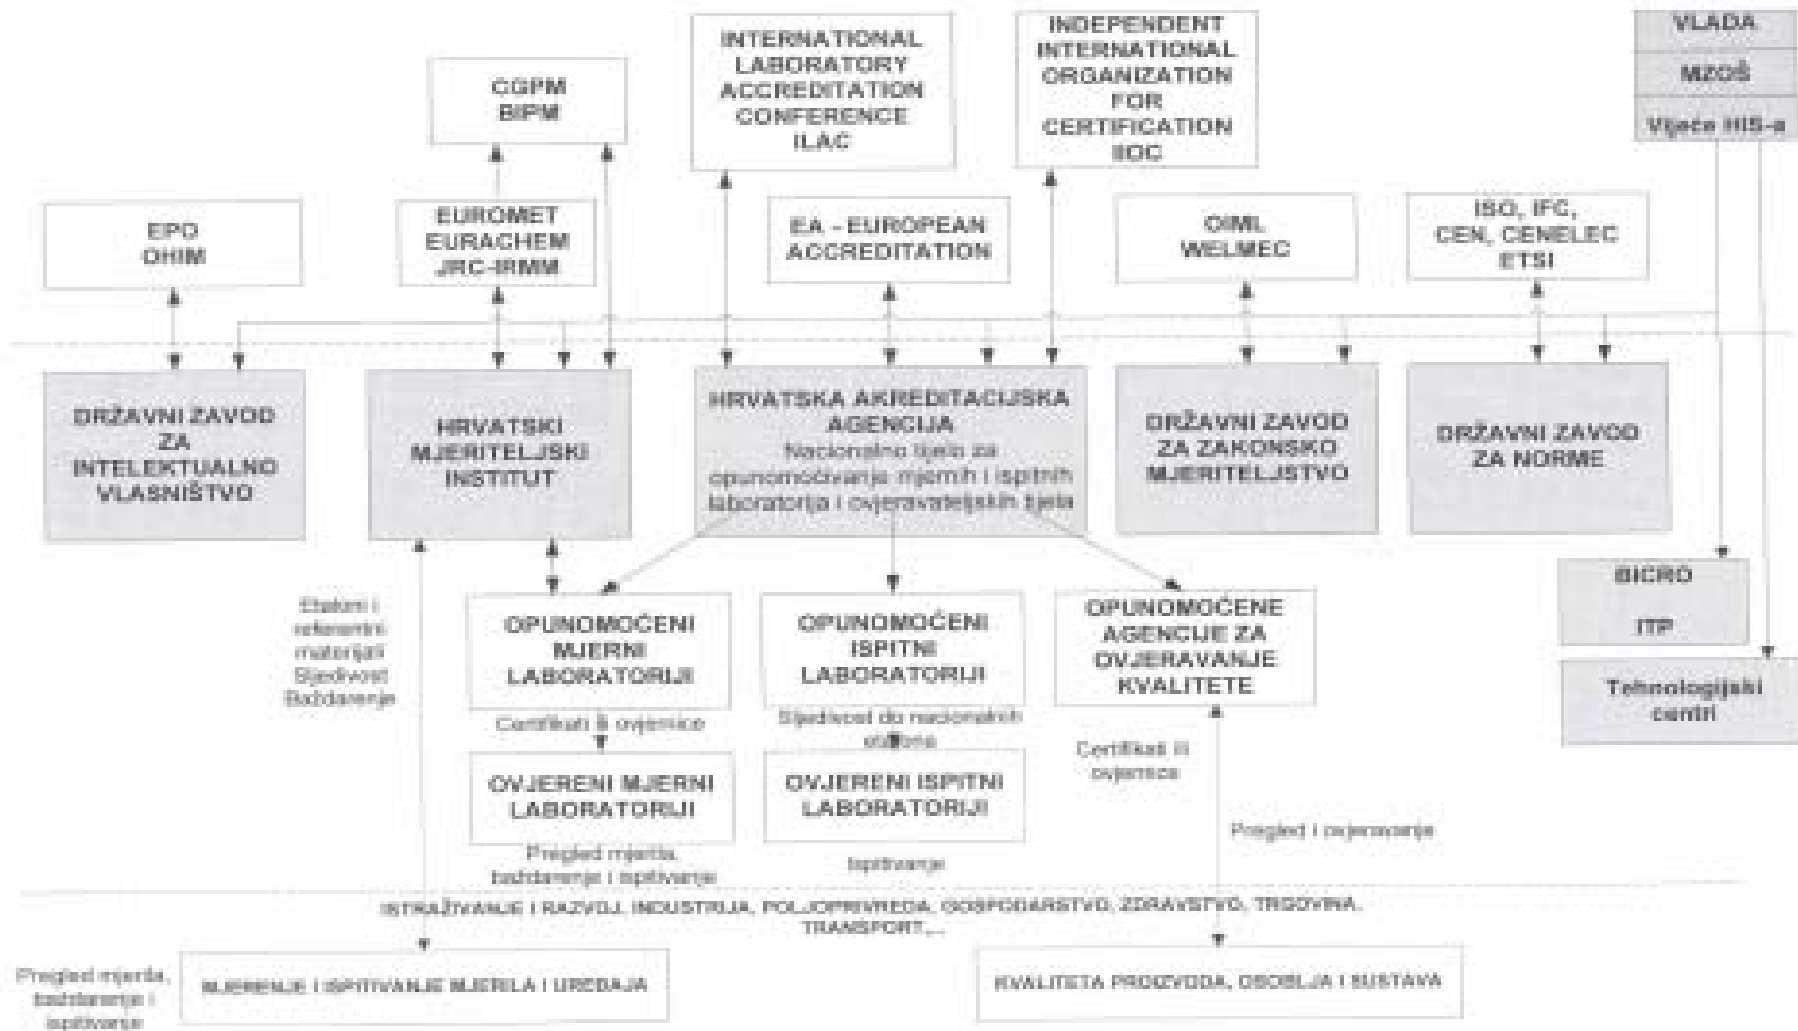 INTERNATIONAL
LABORATORY
ACCREDITATION
CONFERENCE
ILAC
INDEPENDENT
INTERNATIONAL
ORGANIZATION
FOR
CERTIFICATION
IIOC
VLADA
MZOŠ
Vijeće HIS-a
CGPM
BIPM
EPO
OHIM
EUROMET
EURACHEM
JRC-IRMM
EA - EUROPEAN
ACCREDITATION
OIML
WELMEC
ISO, IFC,
CEN, CENELEC
ETSI
DRŽAVNI ZAVOD
ZA
INTELEKTUALNO
VLASNIŠTVO
HRVATSKI
MJERITELJSKI
INSTITUT
HRVATSKA AKREDITACIJSKA
AGENCIJA
Nacionalno tijelo za
opunomoćivanje mjernih i ispitnih
laboratorija i ovjeravateljskih tijela
DRŽAVNI ZAVOD
ZA ZAKONSKO
MJERITELJSTVO
DRŽAVNI ZAVOD
ZA NORME
BICRO
ITP
Tehnologijski
centri
Etaloni i
referentni
materijali
Sljedivost
Baždarenje
OPUNOMOĆENI
MJERNI
LABORATORIJI
OPUNOMOĆENI
ISPITNI
LABORATORIJI
OPUNOMOĆENE
AGENCIJE ZA
OVJERAVANJE
KVALITETE
Certifikati ili ovjernice
Sljedivost do nacionalnih
etalona
Certifikati ili
ovjernice
OVJERENI MJERNI
LABORATORIJI
OVJERENI ISPITNI
LABORATORIJI
Pregled mjerila,
baždarenje i ispitivanje
Ispitivanje
Pregled i ovjeravanje
ISTRAŽIVANJE I RAZVOJ, INDUSTRIJA, POLJOPRIVREDA, GOSPODARSTVO, ZDRAVSTVO, TRGOVINA,
TRANSPORT,...
Pregled mjerila,
baždarenje i
ispitivanje
MJERENJE I ISPITIVANJE MJERILA I UREĐAJA
KVALITETA PROIZVODA, OSOBLJA I SUSTAVA